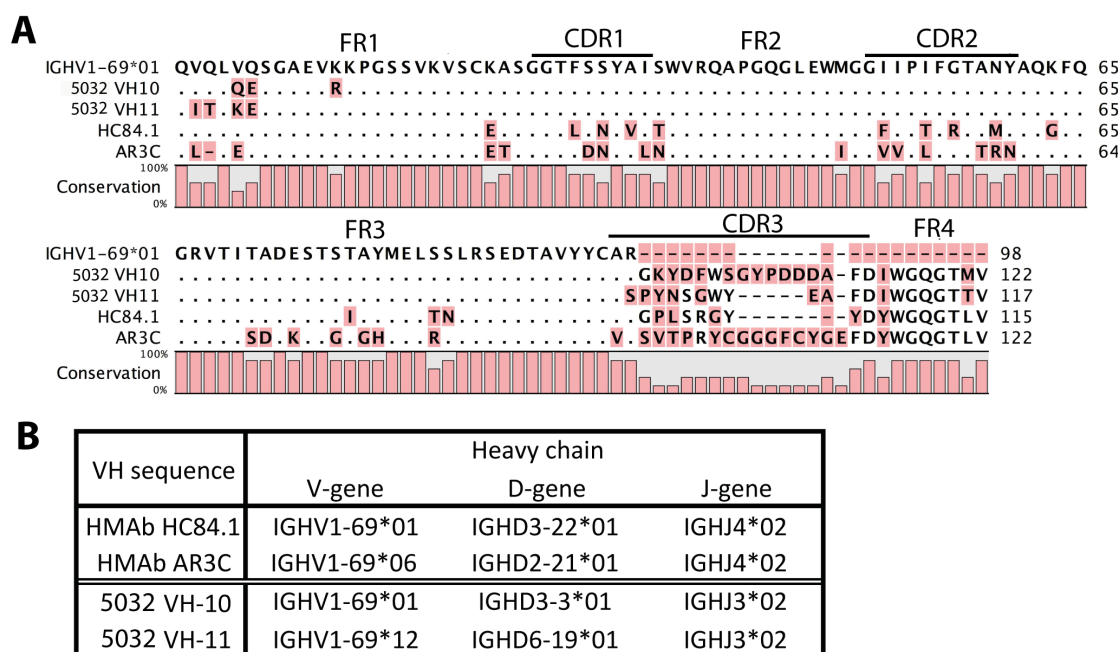 A
FR1 CDR1 FR2 CDR2
IGHV1-69*01 QVQLVQSGAEVKKPGSSVKVSCKASGGTFSSYAISWVRQAPGQGLEWMGGIIPIFGTANYAQKFQ 65
5032 VH10 ....QE.....R..................................................... 65
5032 VH11 .IT.KE........................................................... 65
HC84.1 ......................E.....L.N.V.T...............F..T.R..M...G.. 65
AR3C .L-.E.................ET.....SN..LN............I..VV.L...TRN..... 64
100%
Conservation
0%
FR3 CDR3 FR4
IGHV1-69*01 GRVTITADESTSTAYMELSSLRSEDTAVYYCAR------------------------- 98
5032 VH10 .................................GKYDFWSGYPDDDA-FDIWGQGTMV 122
5032 VH11 ................................SPYNSGWY-----EA-FDIWGQGTTV 117
HC84.1 ............I.....TN.............GPLSRGY--------YDYWGQGTLV 115
AR3C .....SD.K..G.GH...R............V.SVTPRYCGGGFCYGEFDYWGQGTLV 122
100%
Conservation
0%
B
VH sequence Heavy chain
V-gene D-gene J-gene
HMAb HC84.1 IGHV1-69*01 IGHD3-22*01 IGHJ4*02
HMAb AR3C IGHV1-69*06 IGHD2-21*01 IGHJ4*02
5032 VH-10 IGHV1-69*01 IGHD3-3*01 IGHJ3*02
5032 VH-11 IGHV1-69*12 IGHD6-19*01 IGHJ3*02